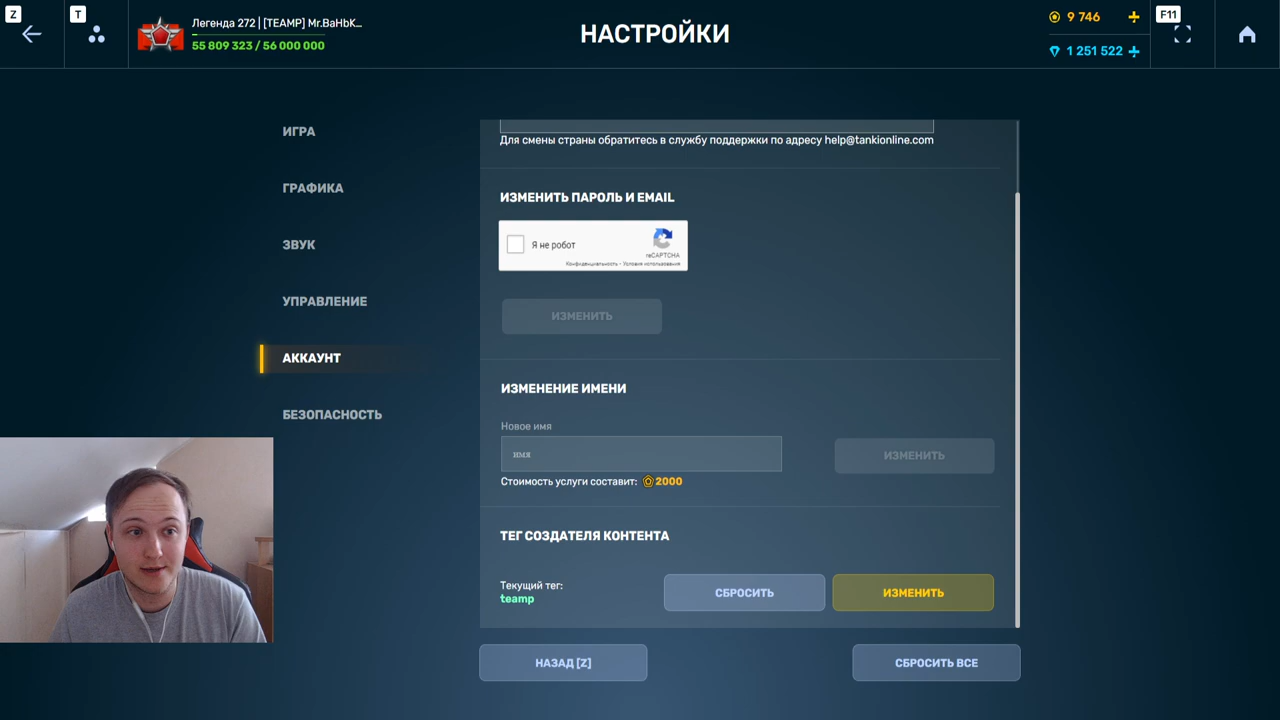 Z
T
Легенда 272 | [TEAMP] Mr.BaHbK...
55 809 323 / 56 000 000
НАСТРОЙКИ
9 746
1 251 522
F11
ИГРА
ГРАФИКА
ЗВУК
УПРАВЛЕНИЕ
АККАУНТ
БЕЗОПАСНОСТЬ
Для смены страны обратитесь в службу поддержки по адресу help@tankionline.com
ИЗМЕНИТЬ ПАРОЛЬ И EMAIL
Я не робот
reCAPTCHA
Конфиденциальность - Условия использования
ИЗМЕНИТЬ
ИЗМЕНЕНИЕ ИМЕНИ
Новое имя
имя
ИЗМЕНИТЬ
Стоимость услуги составит: 2000
ТЕГ СОЗДАТЕЛЯ КОНТЕНТА
Текущий тег:
teamp
СБРОСИТЬ
ИЗМЕНИТЬ
НАЗАД [Z]
СБРОСИТЬ ВСЕ